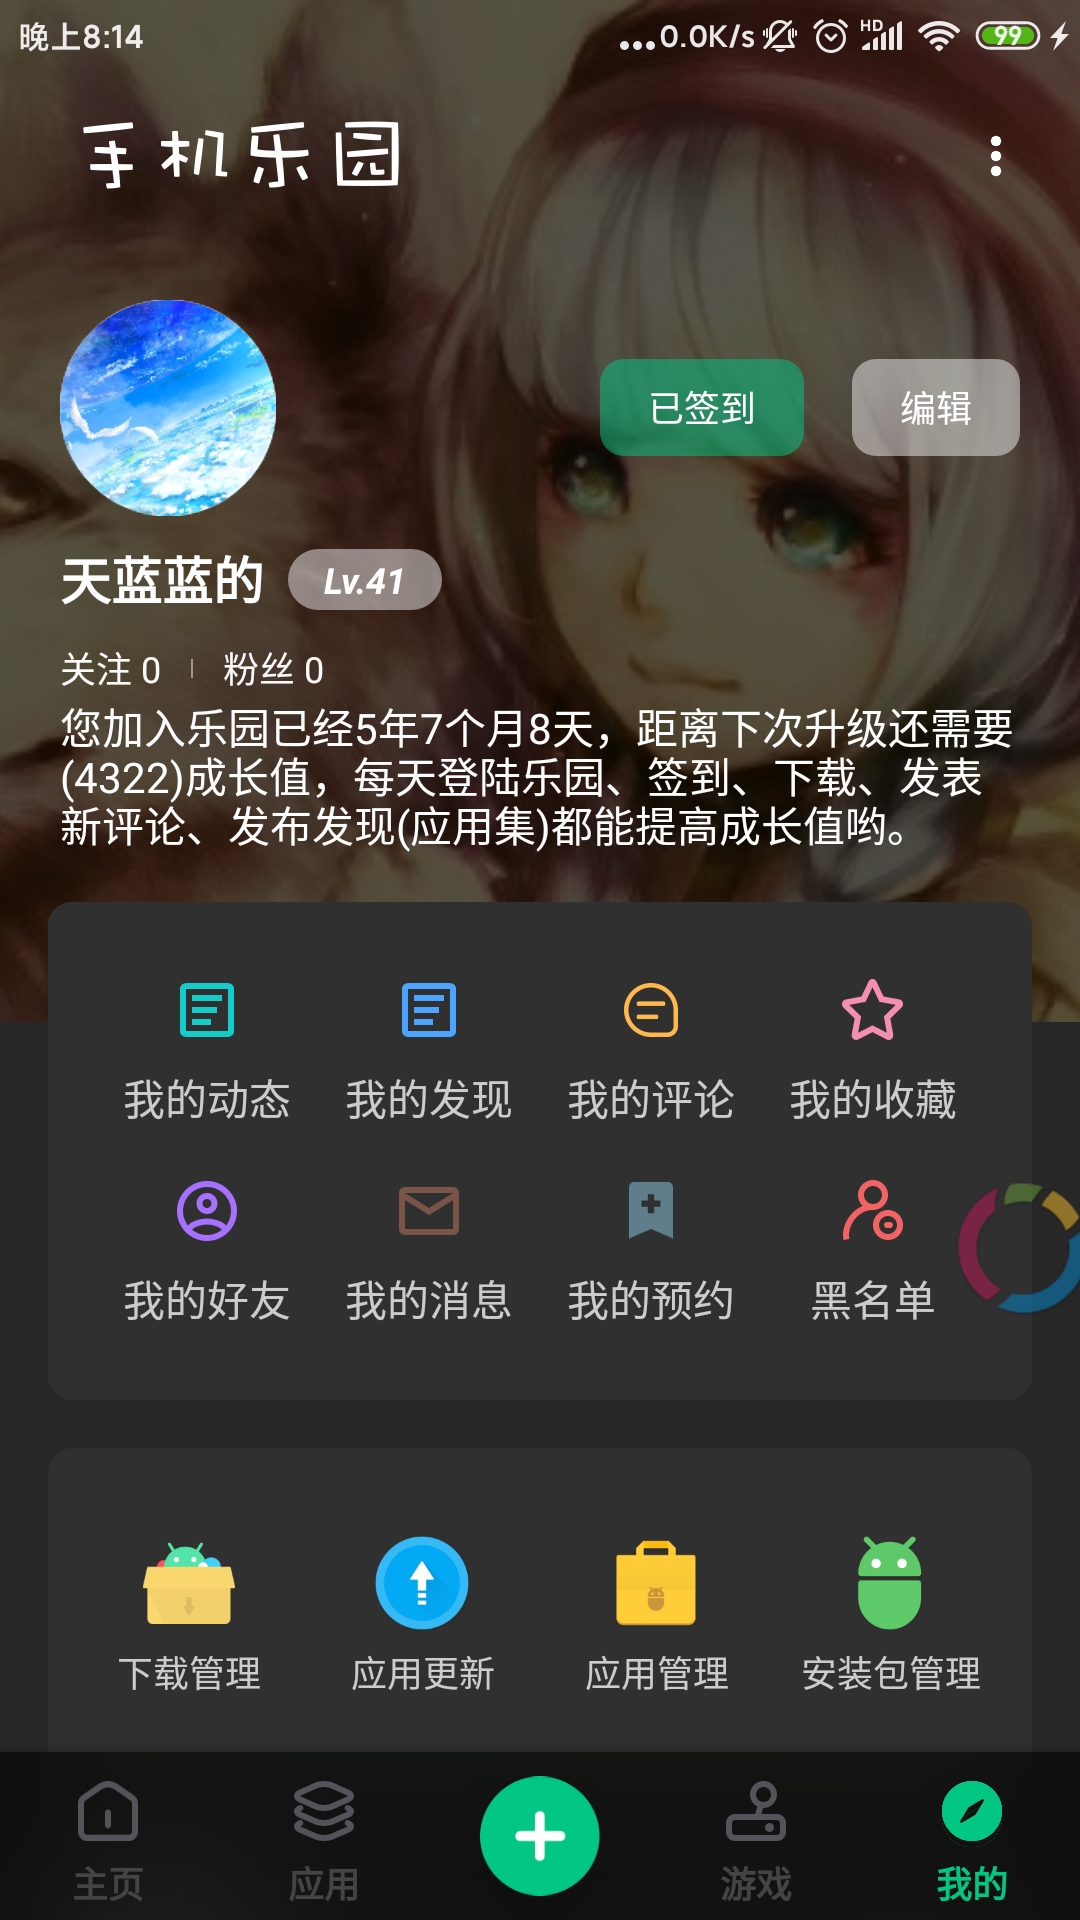 晚上8:14
...0.0K/s
HD
99
手机乐园
已签到
编辑
天蓝蓝的
Lv.41
关注 0
粉丝 0
您加入乐园已经5年7个月8天，距离下次升级还需要
(4322)成长值，每天登陆乐园、签到、下载、发表
新评论、发布发现(应用集)都能提高成长值哟。
我的动态
我的发现
我的评论
我的收藏
我的好友
我的消息
我的预约
黑名单
下载管理
应用更新
应用管理
安装包管理
主页
应用
游戏
我的